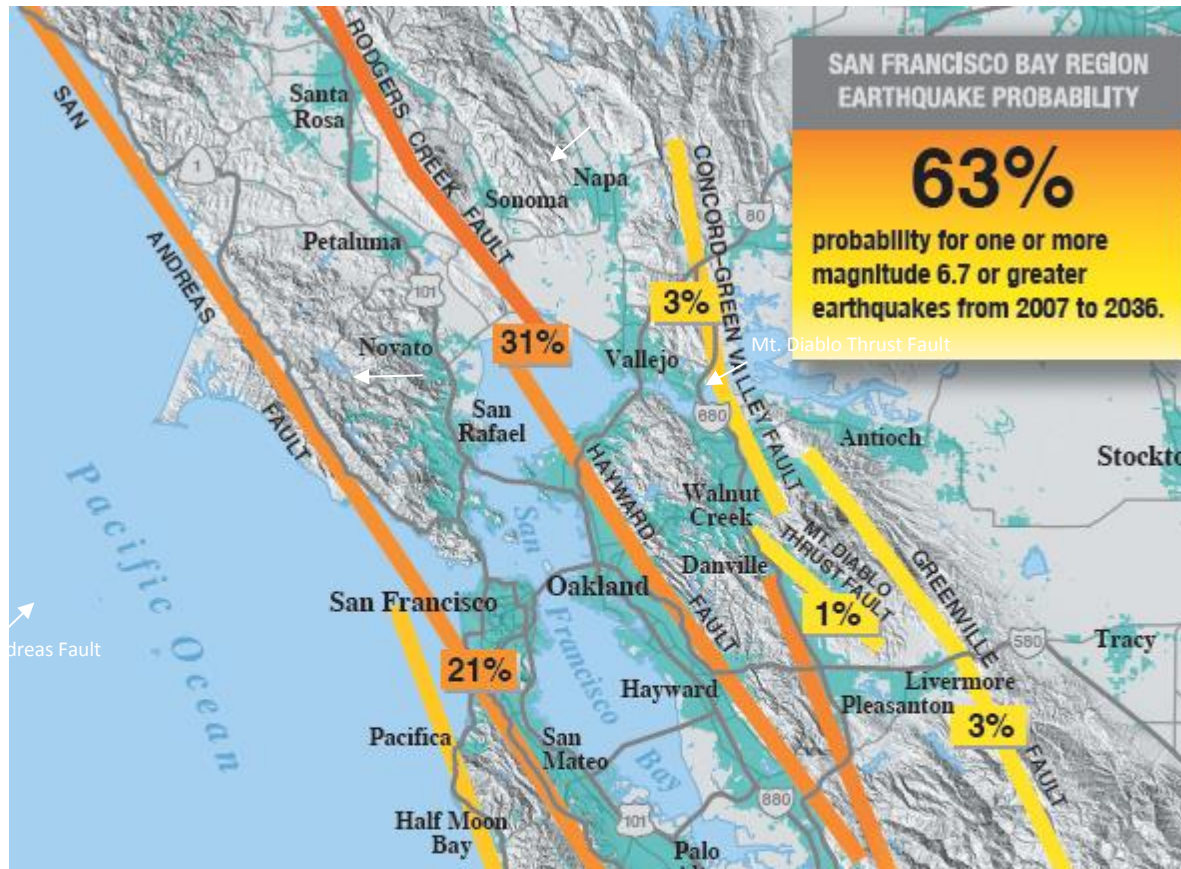 SAN FRANCISCO BAY REGION
EARTHQUAKE PROBABILITY
63%
probability for one or more
magnitude 6.7 or greater
earthquakes from 2007 to 2036.
SAN ANDREAS FAULT
RODGERS CREEK FAULT
CONCORD-GREEN VALLEY FAULT
Santa
Rosa
1
Napa
Sonoma
80
Petaluma
101
3%
31%
Novato
Vallejo
Mt. Diablo Thrust Fault
San
Rafael
680
Antioch
Stockto
HAYWARD FAULT
Walnut
Creek
MT. DIABLO
THRUST FAULT
GREENVILLE FAULT
Danville
Pacific Ocean
San Francisco Bay
Oakland
San Francisco
1%
dreas Fault
580
Tracy
21%
Hayward
Livermore
Pleasanton
3%
Pacifica
San
Mateo
880
101
Half Moon
Bay
Palo